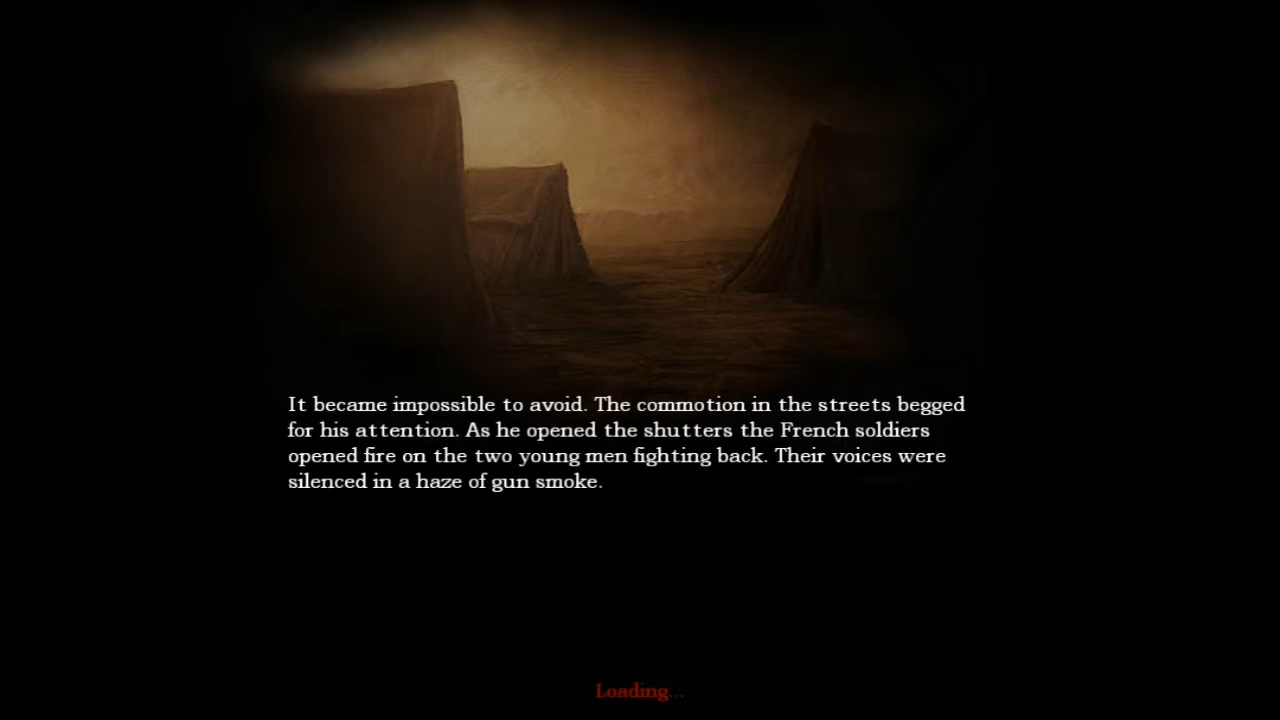 It became impossible to avoid. The commotion in the streets begged
for his attention. As he opened the shutters the French soldiers
opened fire on the two young men fighting back. Their voices were
silenced in a haze of gun smoke.
Loading...